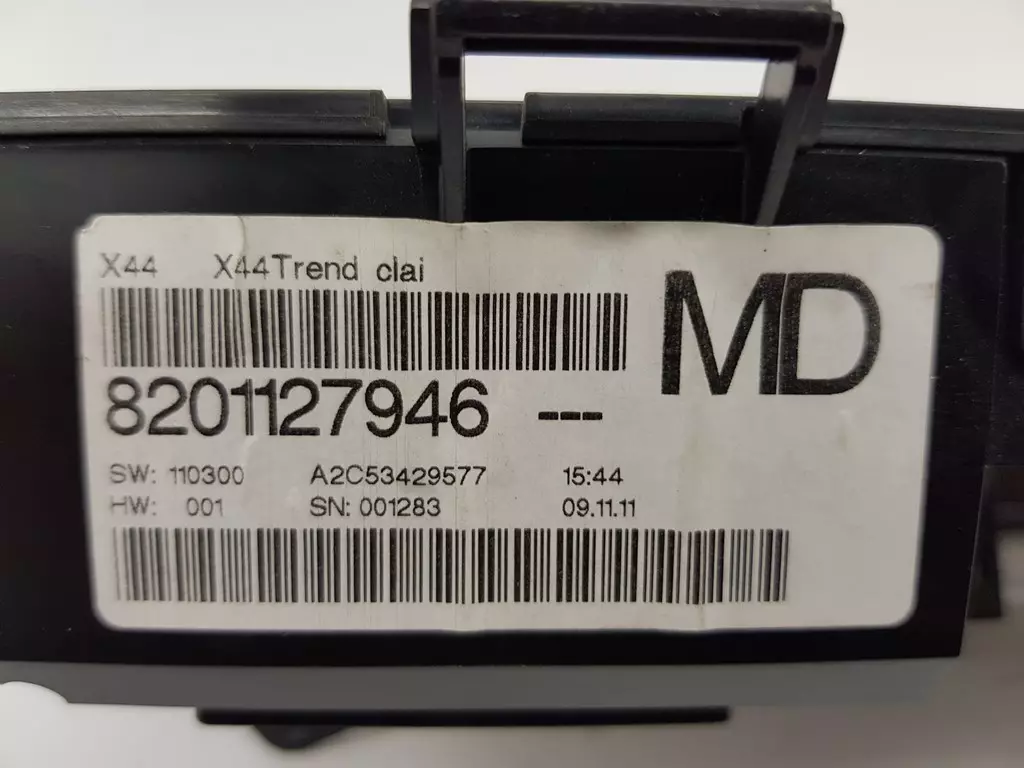 X44 X44Trend clai
MD
8201127946 ---
SW: 110300 A2C53429577 15:44
HW: 001 SN: 001283 09.11.11